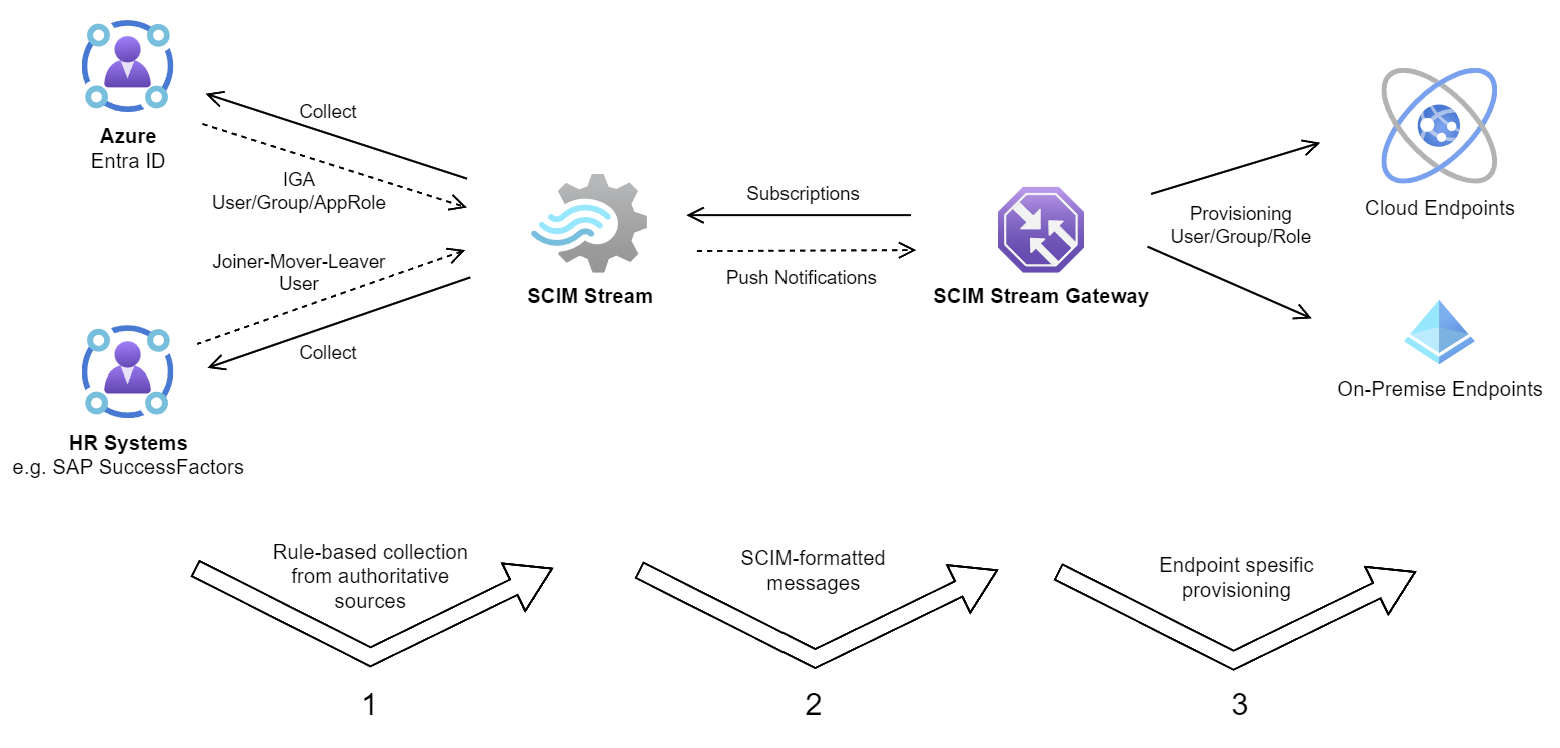 Azure
Entra ID
Collect
IGA
User/Group/AppRole
Joiner-Mover-Leaver
User
Collect
HR Systems
e.g. SAP SuccessFactors
SCIM Stream
Subscriptions
Push Notifications
SCIM Stream Gateway
Provisioning
User/Group/Role
Cloud Endpoints
On-Premise Endpoints
Rule-based collection
from authoritative
sources
1
SCIM-formatted
messages
2
Endpoint spesific
provisioning
3